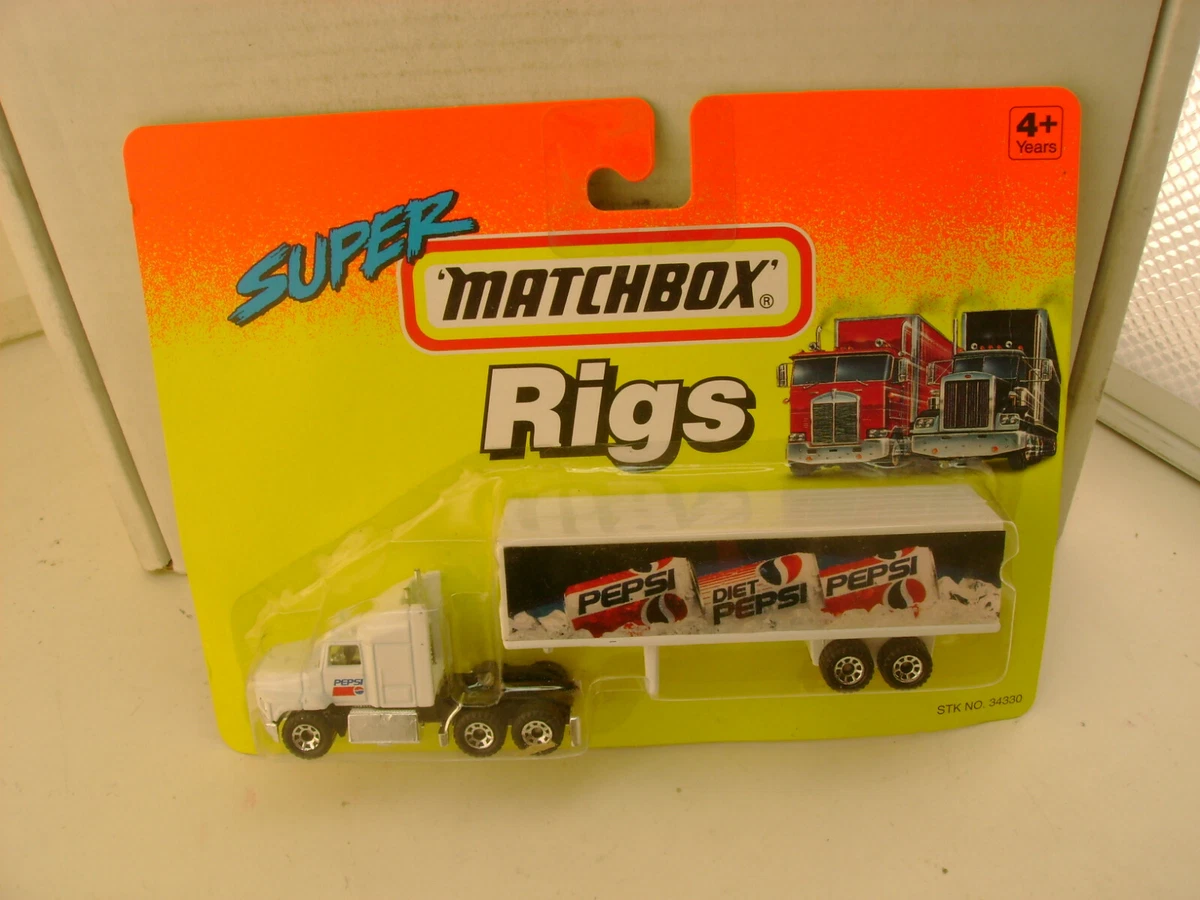 4+
Years
SUPER
'MATCHBOX'®
Rigs
PEPSI
DIET
PEPSI
PEPSI
PEPSI
STK NO. 34330